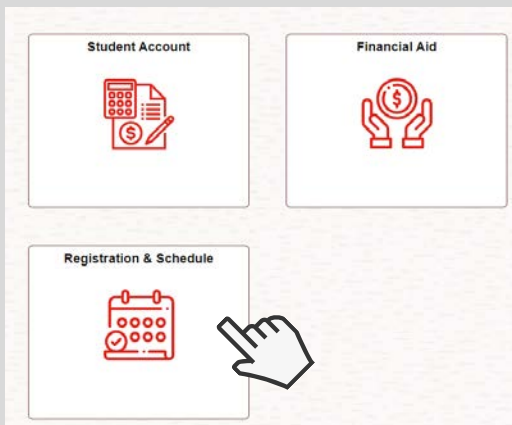 Student Account
Financial Aid
$
$
Registration & Schedule